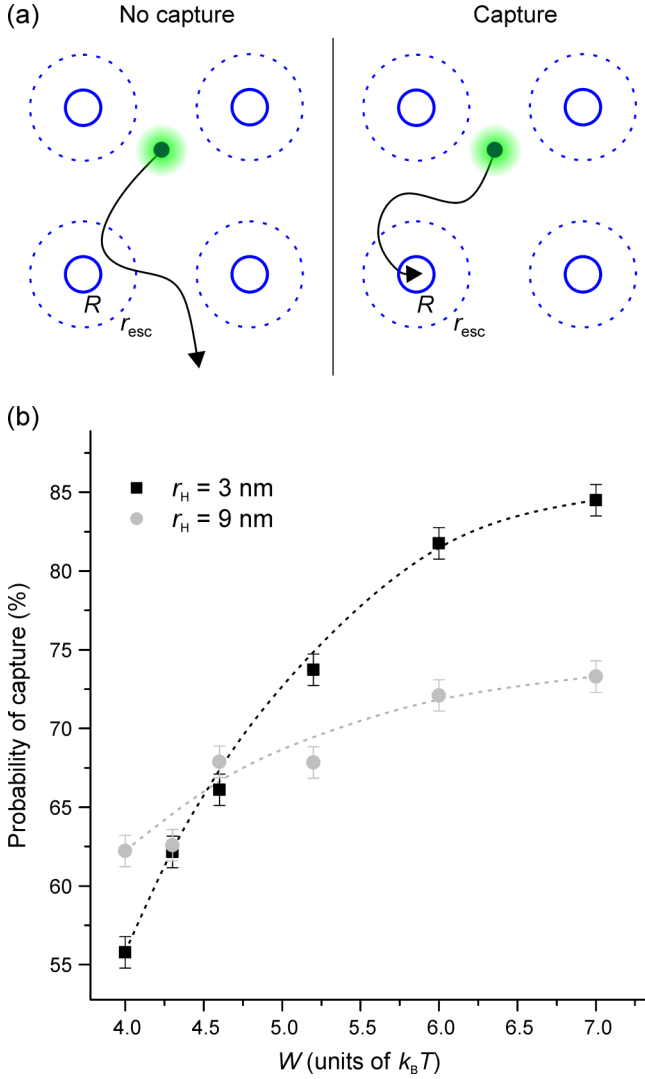 (a) No capture Capture
R R
r_esc r_esc
(b)
r_H = 3 nm
r_H = 9 nm
85
80
75
70
65
60
55
Probability of capture (%)
4.0 4.5 5.0 5.5 6.0 6.5 7.0
W (units of k_BT)